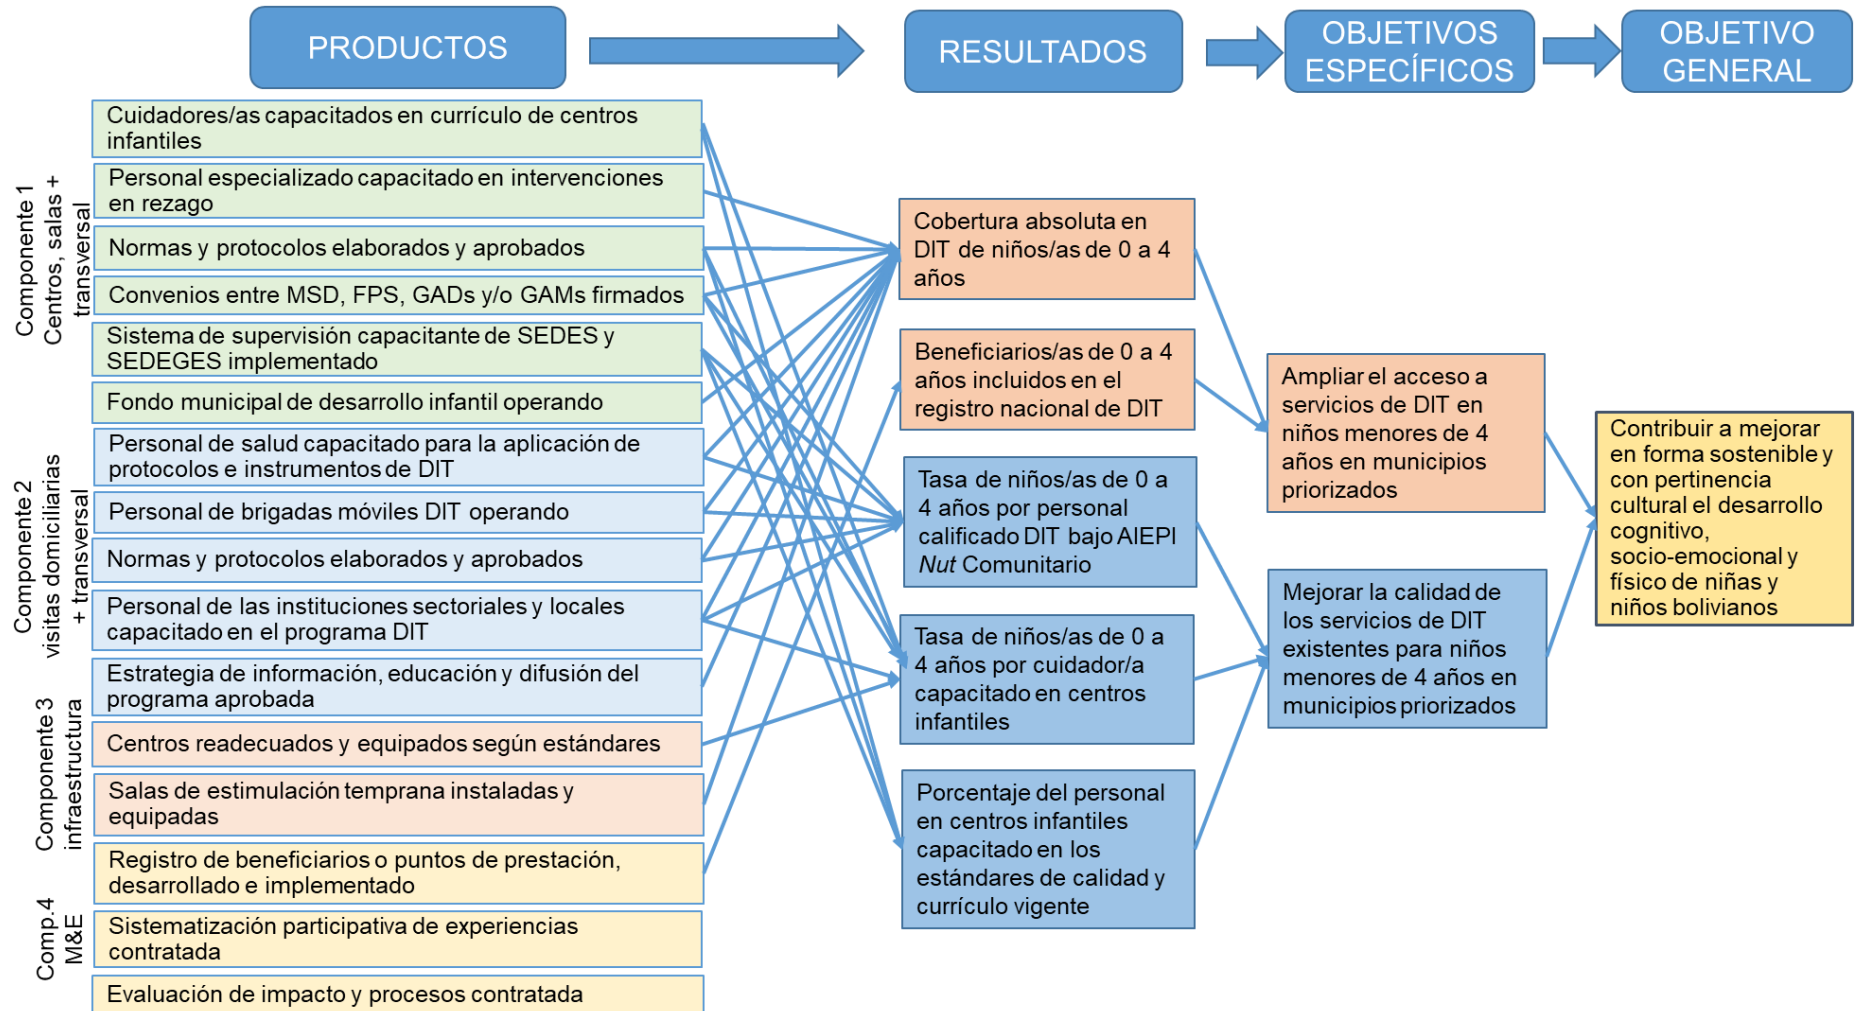 PRODUCTOS
RESULTADOS
OBJETIVOS
ESPECÍFICOS
OBJETIVO
GENERAL
Componente 1
Centros, salas +
transversal
Cuidadores/as capacitados en currículo de centros
infantiles
Personal especializado capacitado en intervenciones
en rezago
Normas y protocolos elaborados y aprobados
Convenios entre MSD, FPS, GADs y/o GAMs firmados
Sistema de supervisión capacitante de SEDES y
SEDEGES implementado
Fondo municipal de desarrollo infantil operando
Componente 2
visitas domiciliarias
+ transversal
Personal de salud capacitado para la aplicación de
protocolos e instrumentos de DIT
Personal de brigadas móviles DIT operando
Normas y protocolos elaborados y aprobados
Personal de las instituciones sectoriales y locales
capacitado en el programa DIT
Estrategia de información, educación y difusión del
programa aprobada
Componente 3
infraestructura
Centros readecuados y equipados según estándares
Salas de estimulación temprana instaladas y
equipadas
Comp.4
M&E
Registro de beneficiarios o puntos de prestación,
desarrollado e implementado
Sistematización participativa de experiencias
contratada
Evaluación de impacto y procesos contratada
Cobertura absoluta en
DIT de niños/as de 0 a 4
años
Beneficiarios/as de 0 a 4
años incluidos en el
registro nacional de DIT
Tasa de niños/as de 0 a
4 años por personal
calificado DIT bajo AIEPI
Nut Comunitario
Tasa de niños/as de 0 a
4 años por cuidador/a
capacitado en centros
infantiles
Porcentaje del personal
en centros infantiles
capacitado en los
estándares de calidad y
currículo vigente
Ampliar el acceso a
servicios de DIT en
niños menores de 4
años en municipios
priorizados
Mejorar la calidad de
los servicios de DIT
existentes para niños
menores de 4 años en
municipios priorizados
Contribuir a mejorar
en forma sostenible y
con pertinencia
cultural el desarrollo
cognitivo,
socio-emocional y
físico de niñas y
niños bolivianos